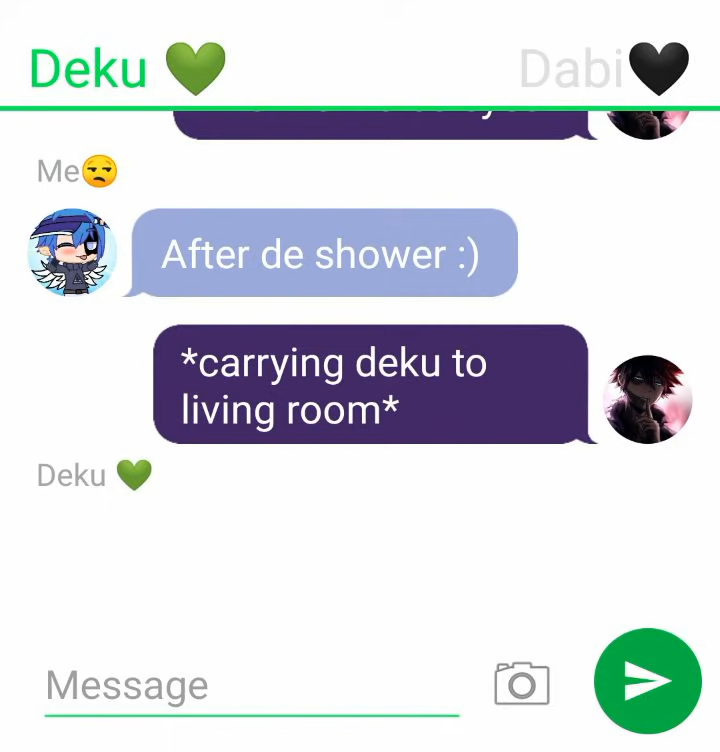 Deku 💚 Dabi🖤
Me😒
After de shower :)
*carrying deku to
living room*
Deku 💚
Message